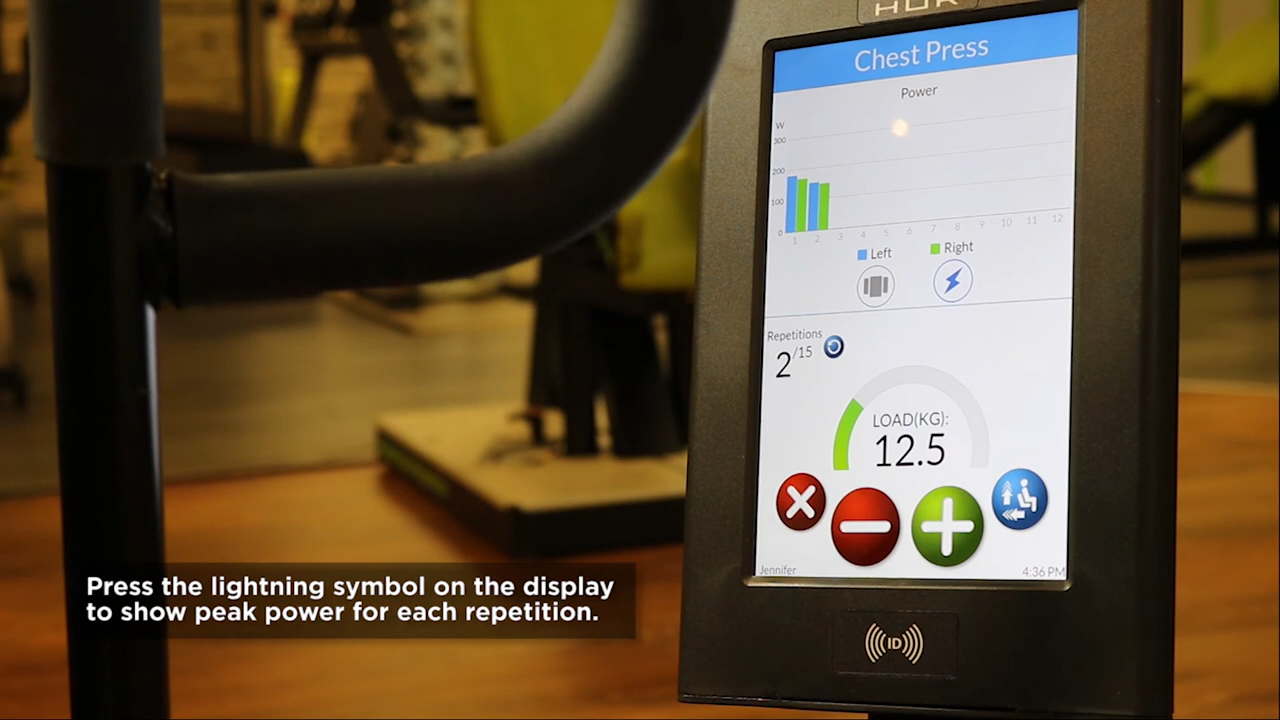 HUR
Chest Press
Power
W
300
200
100
0
1 2 3 4 5 6 7 8 9 10 11 12
Left Right
Repetitions
2/15
LOAD(KG):
12.5
Jennifer 4:36 PM
ID
Press the lightning symbol on the display
to show peak power for each repetition.